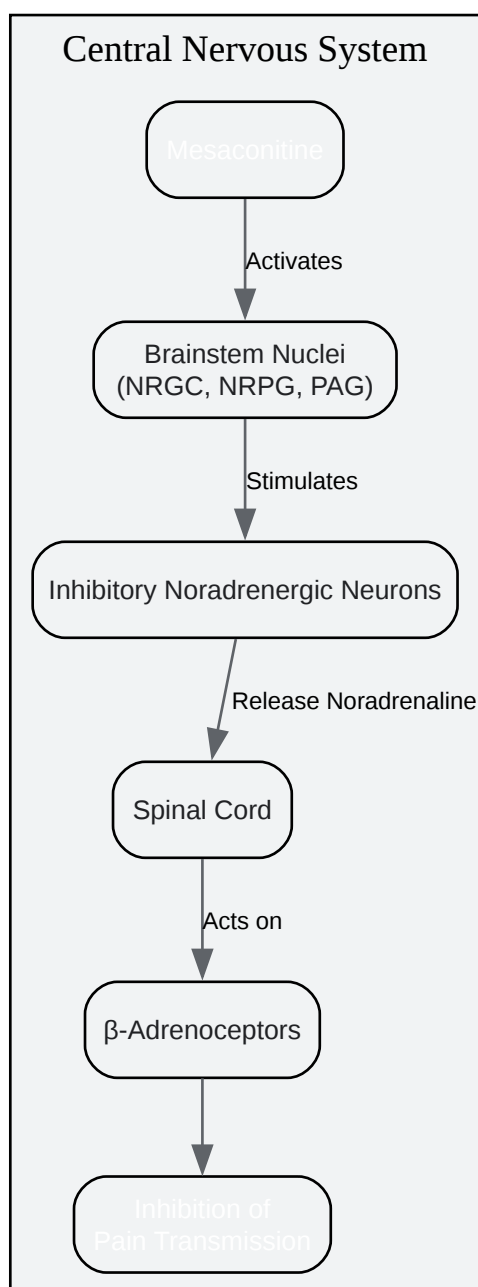 Central Nervous System
Mesaconitine
Activates
Brainstem Nuclei
(NRGC, NRPG, PAG)
Stimulates
Inhibitory Noradrenergic Neurons
Release Noradrenaline
Spinal Cord
Acts on
β-Adrenoceptors
Inhibition of
Pain Transmission